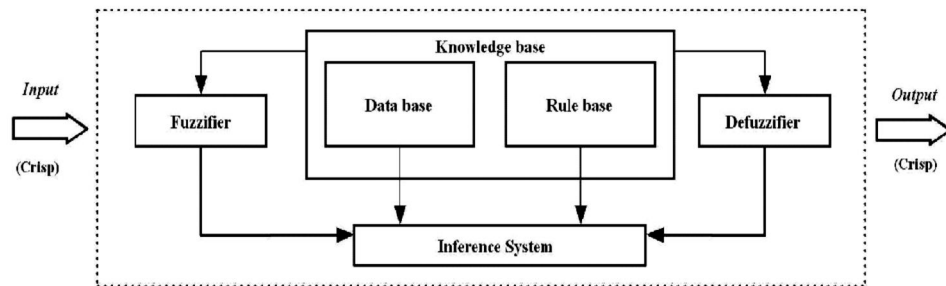 Knowledge base
Input
Data base
Rule base
Output
Fuzzifier
Defuzzifier
(Crisp)
(Crisp)
Inference System